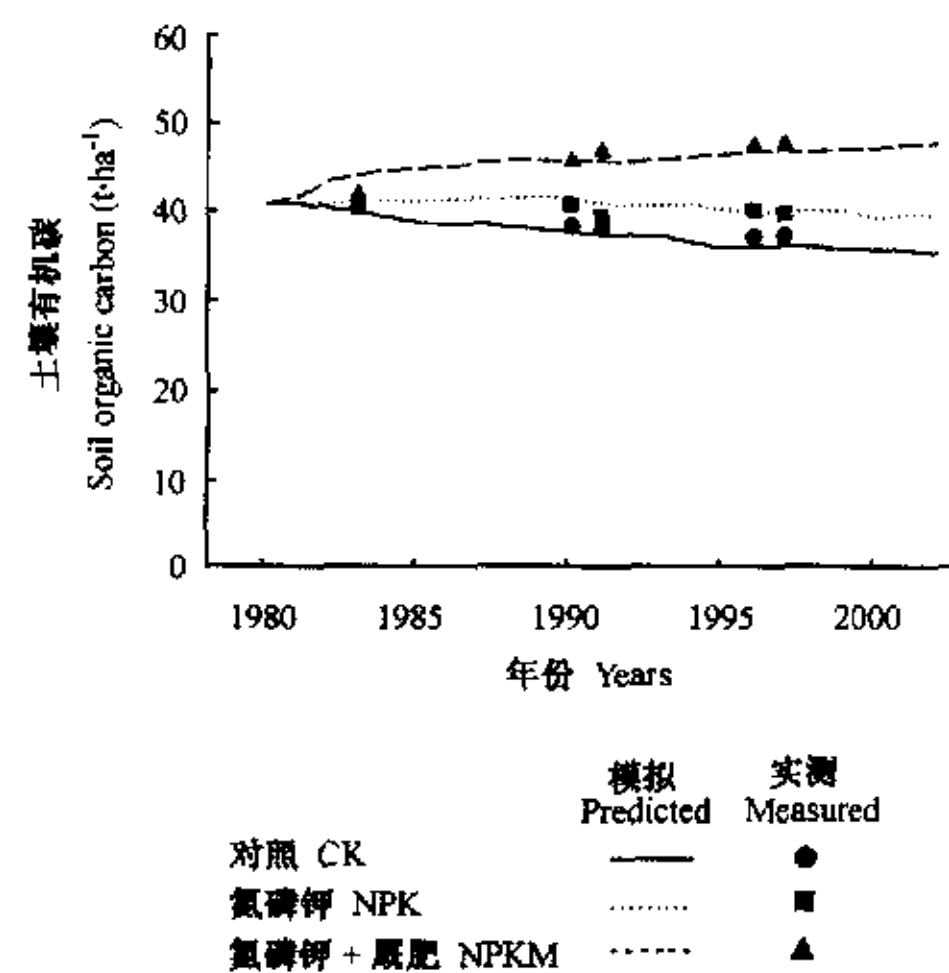 60
50
40
30
20
10
0
土壤有机碳
Soil organic carbon (t·ha⁻¹)
1980 1985 1990 1995 2000
年份 Years
模拟 实测
Predicted Measured
对照 CK
氮磷钾 NPK
氮磷钾 + 厩肥 NPKM